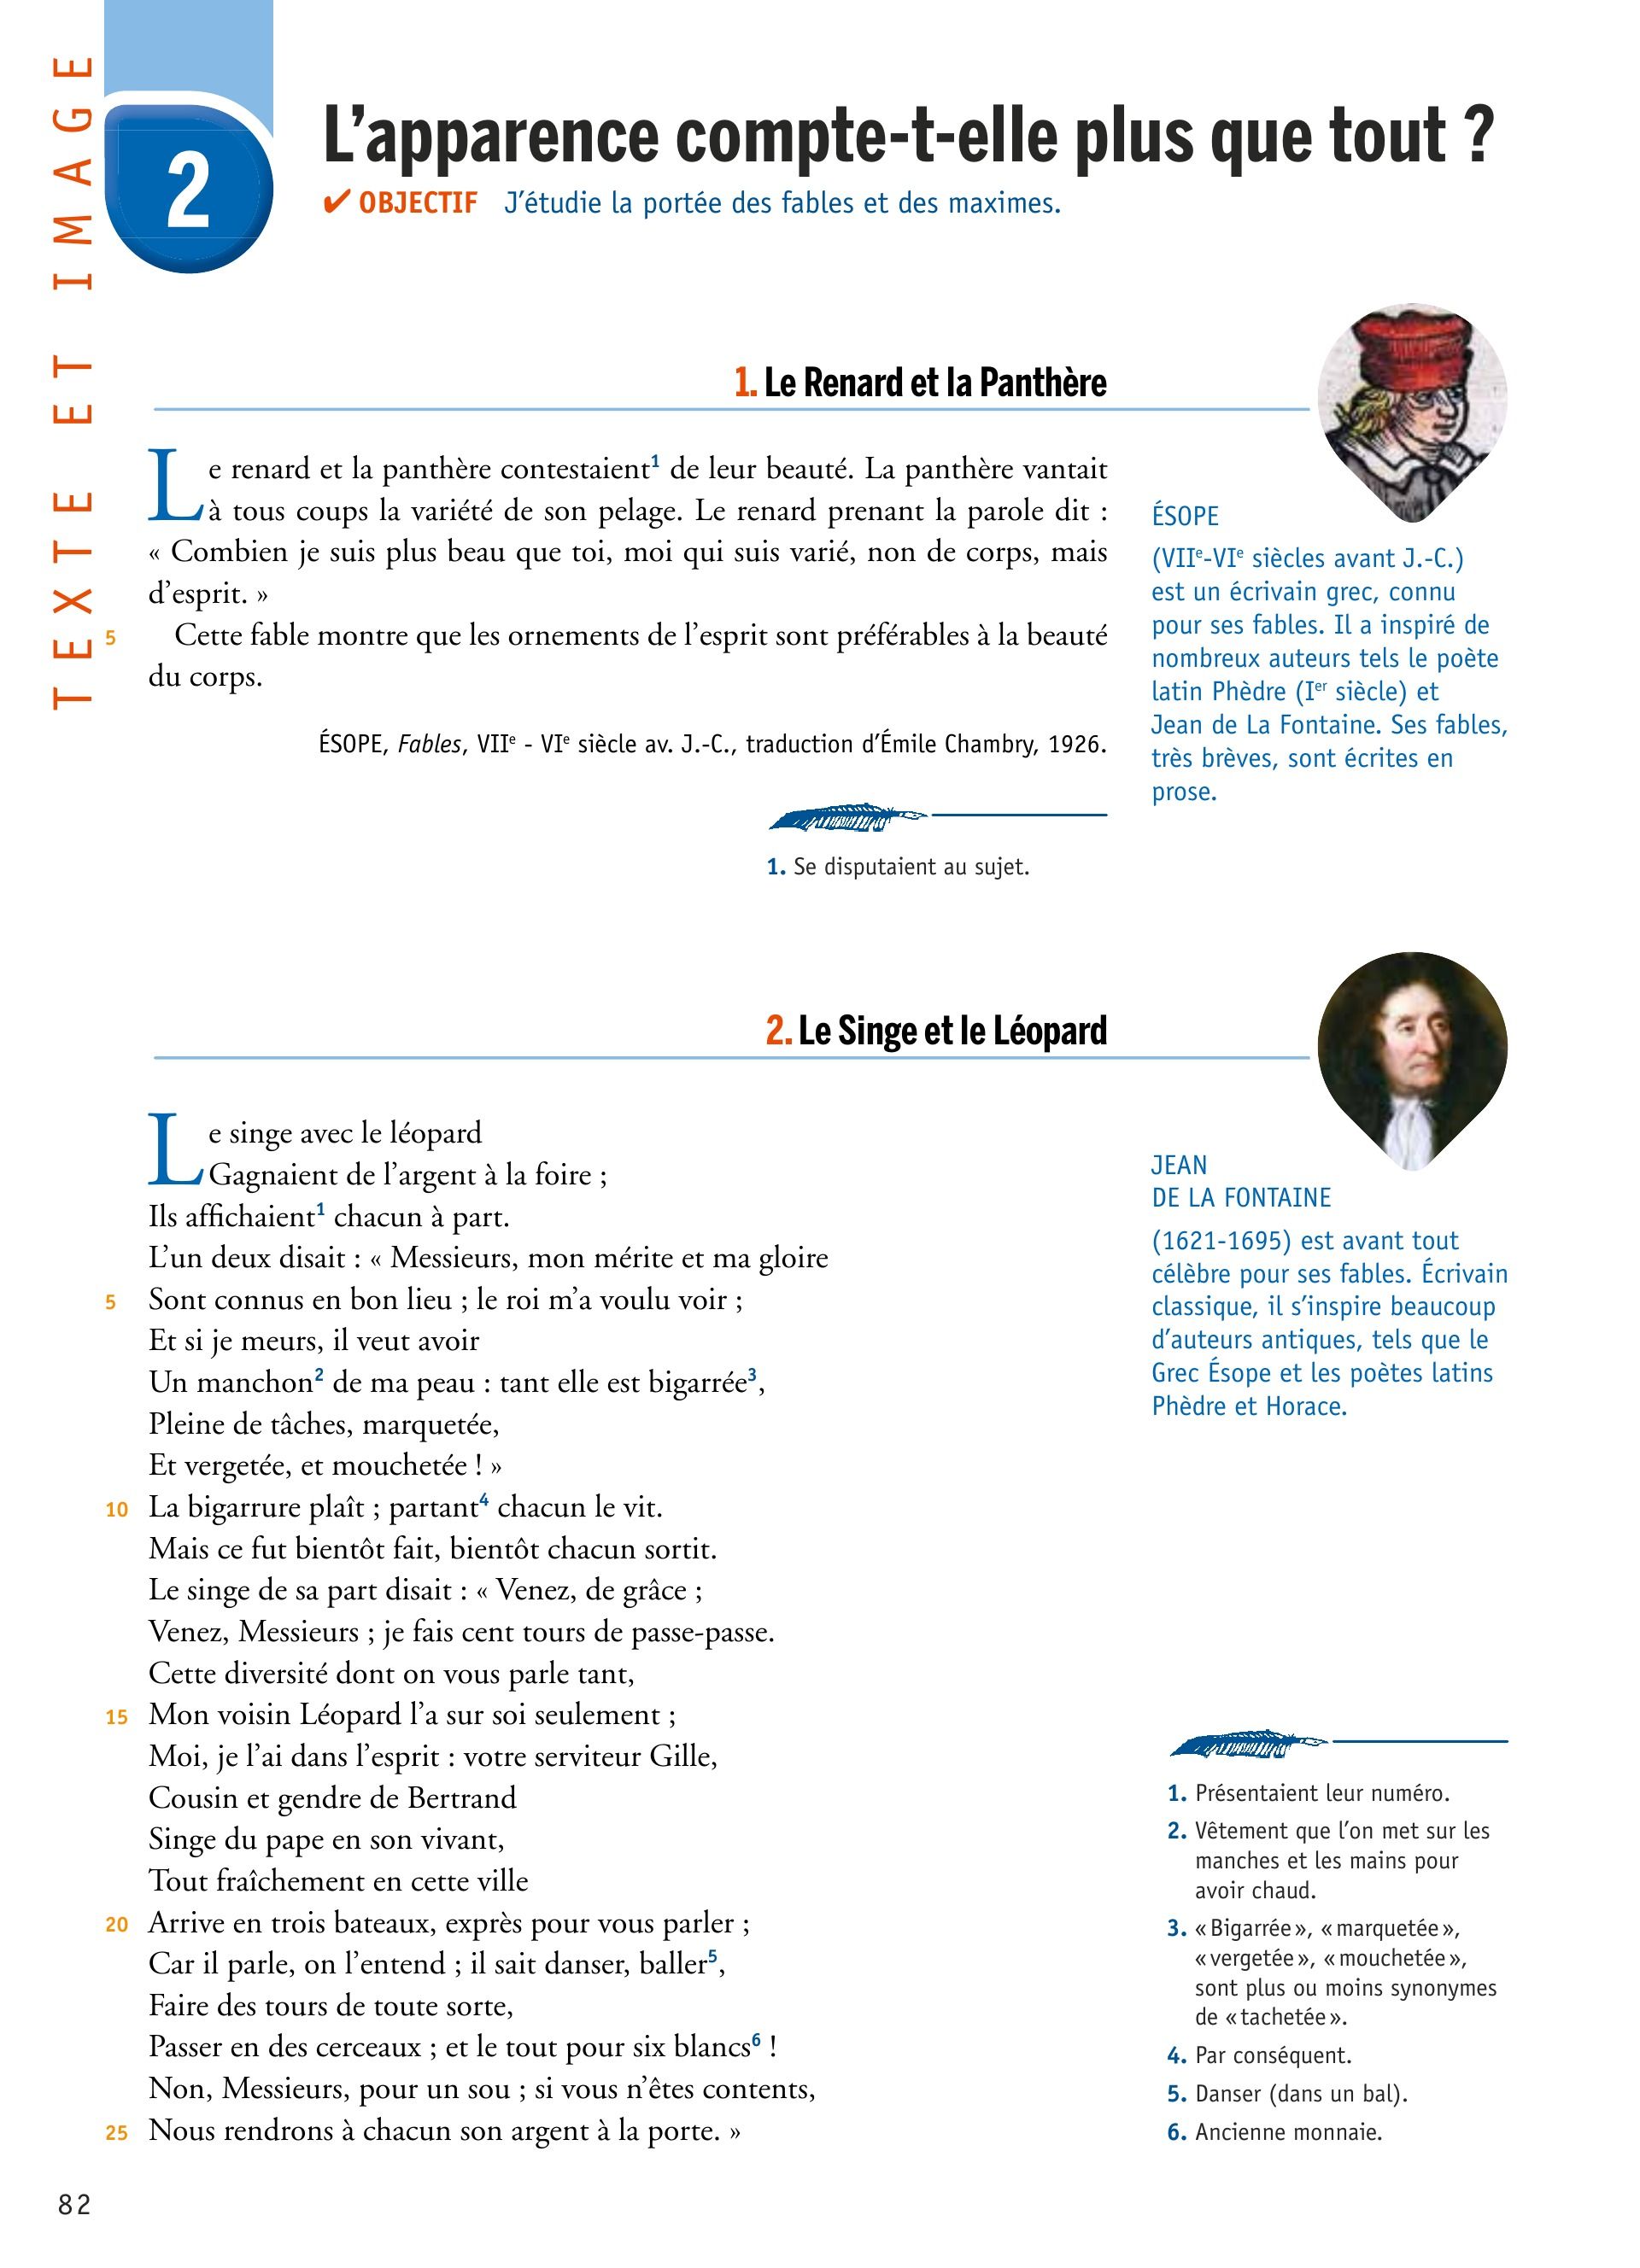 TEXTE ET IMAGE
2
L'apparence compte-t-elle plus que tout ?
✔ OBJECTIF J'étudie la portée des fables et des maximes.
1. Le Renard et la Panthère
Le renard et la panthère contestaient¹ de leur beauté. La panthère vantait
à tous coups la variété de son pelage. Le renard prenant la parole dit :
« Combien je suis plus beau que toi, moi qui suis varié, non de corps, mais
d'esprit. »
5 Cette fable montre que les ornements de l'esprit sont préférables à la beauté
du corps.
ÉSOPE, Fables, VIIᵉ - VIᵉ siècle av. J.-C., traduction d'Émile Chambry, 1926.
1. Se disputaient au sujet.
ÉSOPE
(VIIᵉ-VIᵉ siècles avant J.-C.)
est un écrivain grec, connu
pour ses fables. Il a inspiré de
nombreux auteurs tels le poète
latin Phèdre (Iᵉʳ siècle) et
Jean de La Fontaine. Ses fables,
très brèves, sont écrites en
prose.
2. Le Singe et le Léopard
Le singe avec le léopard
Gagnaient de l'argent à la foire ;
Ils affichaient¹ chacun à part.
L'un deux disait : « Messieurs, mon mérite et ma gloire
5 Sont connus en bon lieu ; le roi m'a voulu voir ;
Et si je meurs, il veut avoir
Un manchon² de ma peau : tant elle est bigarrée³,
Pleine de tâches, marquetée,
Et vergetée, et mouchetée ! »
10 La bigarrure plaît ; partant⁴ chacun le vit.
Mais ce fut bientôt fait, bientôt chacun sortit.
Le singe de sa part disait : « Venez, de grâce ;
Venez, Messieurs ; je fais cent tours de passe-passe.
Cette diversité dont on vous parle tant,
15 Mon voisin Léopard l'a sur soi seulement ;
Moi, je l'ai dans l'esprit : votre serviteur Gille,
Cousin et gendre de Bertrand
Singe du pape en son vivant,
Tout fraîchement en cette ville
20 Arrive en trois bateaux, exprès pour vous parler ;
Car il parle, on l'entend ; il sait danser, baller⁵,
Faire des tours de toute sorte,
Passer en des cerceaux ; et le tout pour six blancs⁶ !
Non, Messieurs, pour un sou ; si vous n'êtes contents,
25 Nous rendrons à chacun son argent à la porte. »
JEAN
DE LA FONTAINE
(1621-1695) est avant tout
célèbre pour ses fables. Écrivain
classique, il s'inspire beaucoup
d'auteurs antiques, tels que le
Grec Ésope et les poètes latins
Phèdre et Horace.
1. Présentaient leur numéro.
2. Vêtement que l'on met sur les
manches et les mains pour
avoir chaud.
3. « Bigarrée », « marquetée »,
« vergetée », « mouchetée »,
sont plus ou moins synonymes
de « tachetée ».
4. Par conséquent.
5. Danser (dans un bal).
6. Ancienne monnaie.
82